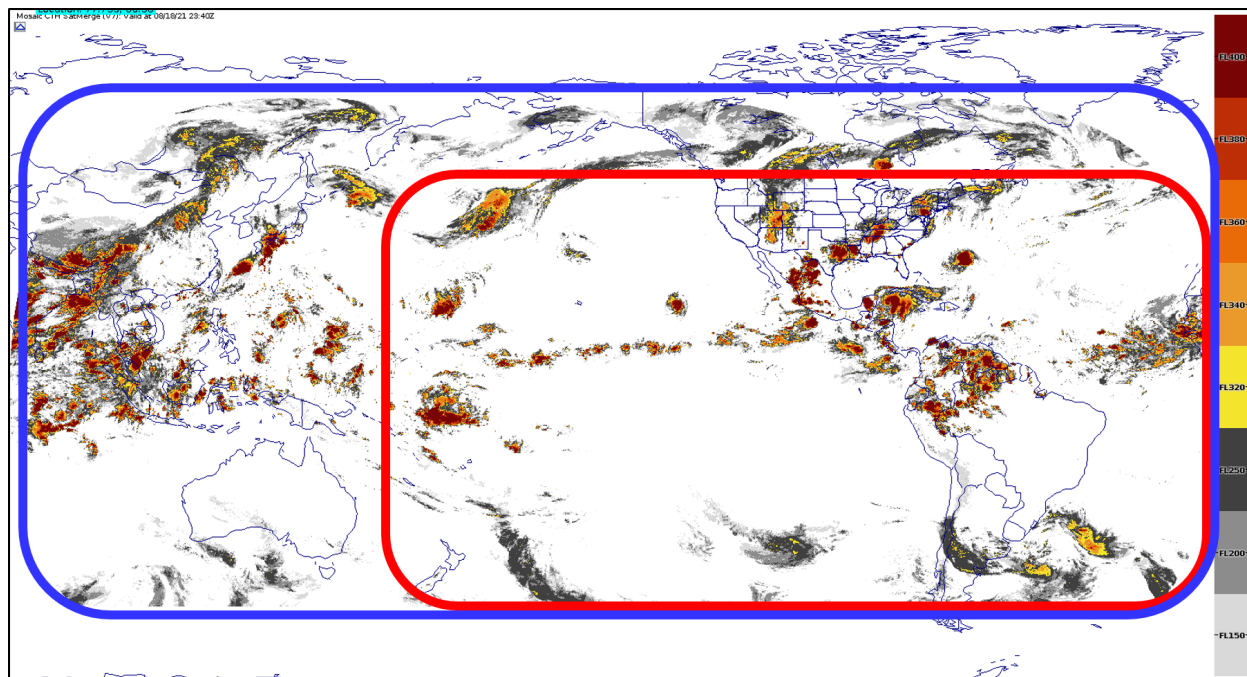 Mosaic CTH SatMerge (V7): Valid at 08/18/21 23:40Z
FL400
FL380
FL360
FL340
FL320
FL250
FL200
FL150